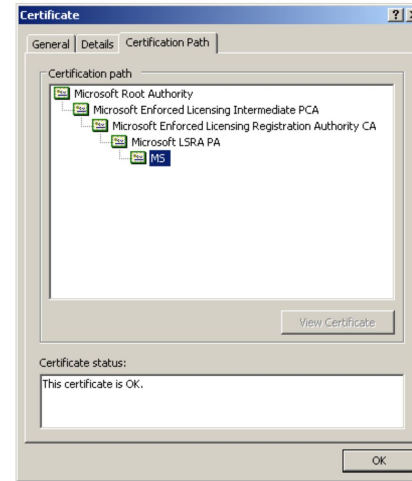 Certificate
General Details Certification Path
Certification path
Microsoft Root Authority
Microsoft Enforced Licensing Intermediate PCA
Microsoft Enforced Licensing Registration Authority CA
Microsoft LSRA PA
MS
View Certificate
Certificate status:
This certificate is OK.
OK